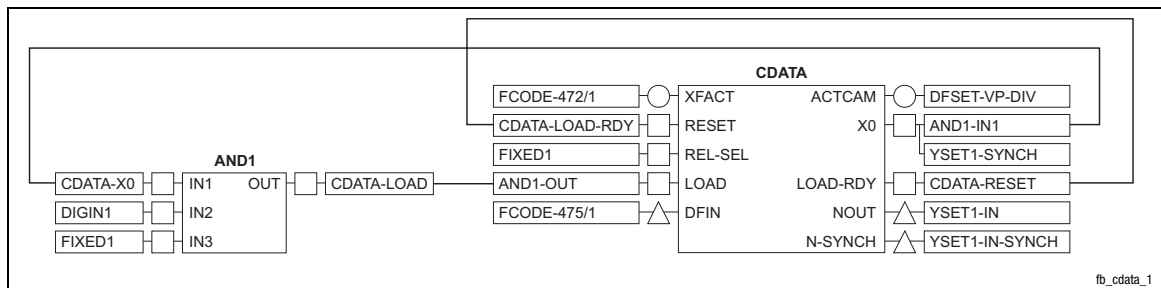 CDATA
FCODE-472/1 XFACT ACTCAM DFSET-VP-DIV
CDATA-LOAD-RDY RESET X0 AND1-IN1
FIXED1 REL-SEL YSET1-SYNCH
AND1
CDATA-X0 IN1 OUT CDATA-LOAD AND1-OUT LOAD LOAD-RDY CDATA-RESET
DIGIN1 IN2 FCODE-475/1 DFIN NOUT YSET1-IN
FIXED1 IN3 N-SYNCH YSET1-IN-SYNCH
fb_cdata_1